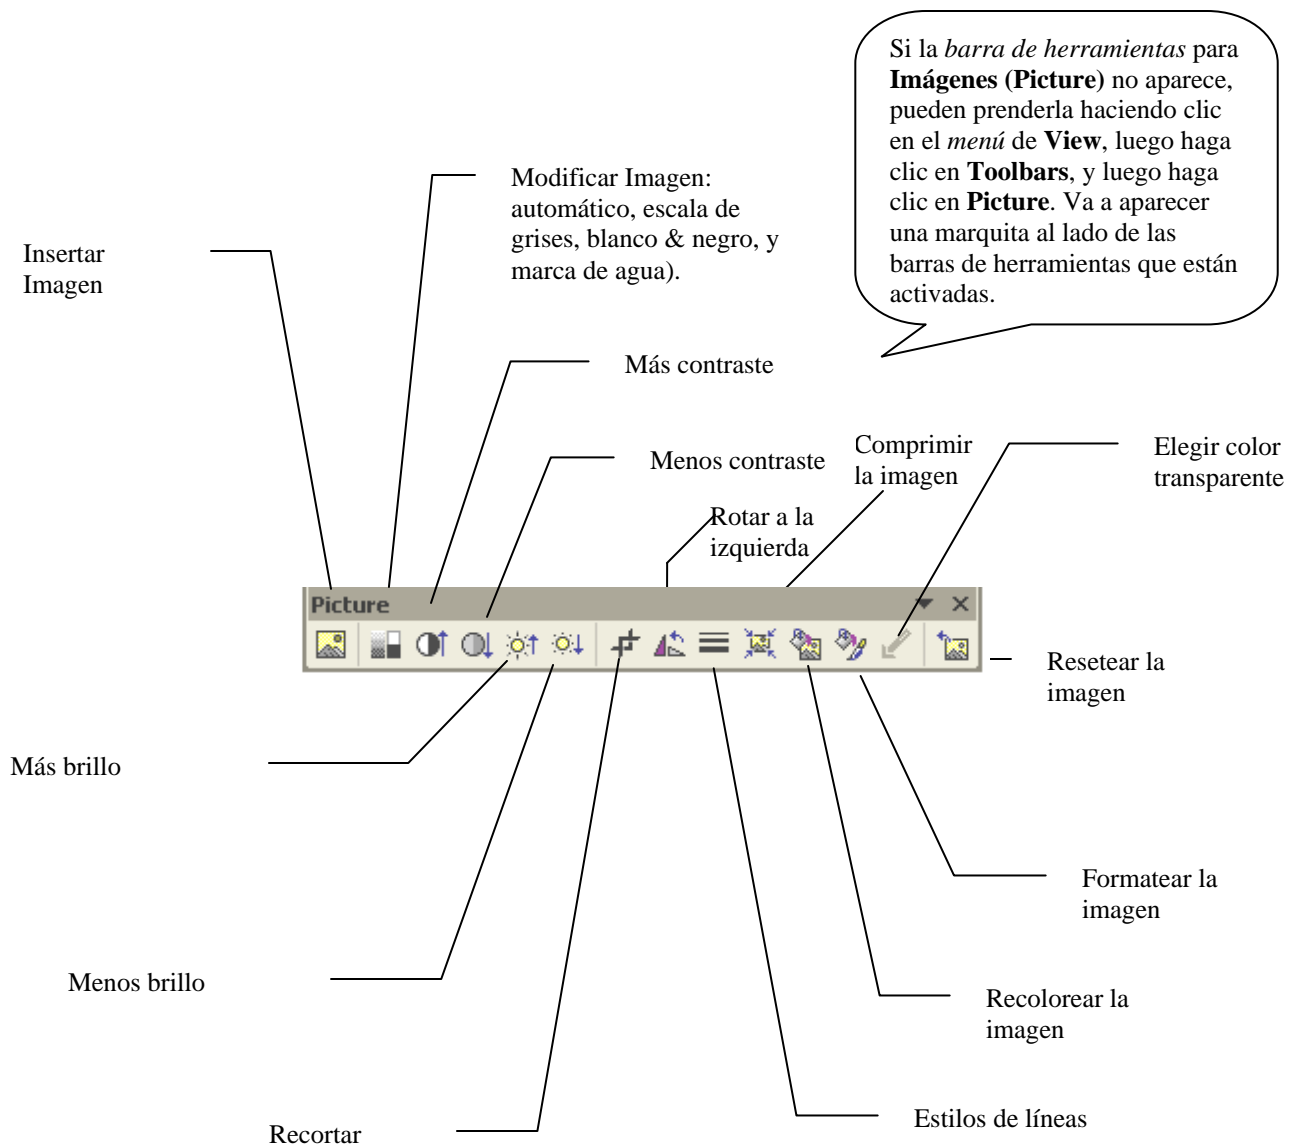 Si la barra de herramientas para
Imágenes (Picture) no aparece,
pueden prenderla haciendo clic
en el menú de View, luego haga
clic en Toolbars, y luego haga
clic en Picture. Va a aparecer
una marquita al lado de las
barras de herramientas que están
activadas.
Modificar Imagen:
automático, escala de
grises, blanco & negro, y
marca de agua).
Insertar
Imagen
Más contraste
Menos contraste
Comprimir
la imagen
Elegir color
transparente
Rotar a la
izquierda
Picture
Resetear la
imagen
Más brillo
Formatear la
imagen
Menos brillo
Recolorear la
imagen
Estilos de líneas
Recortar